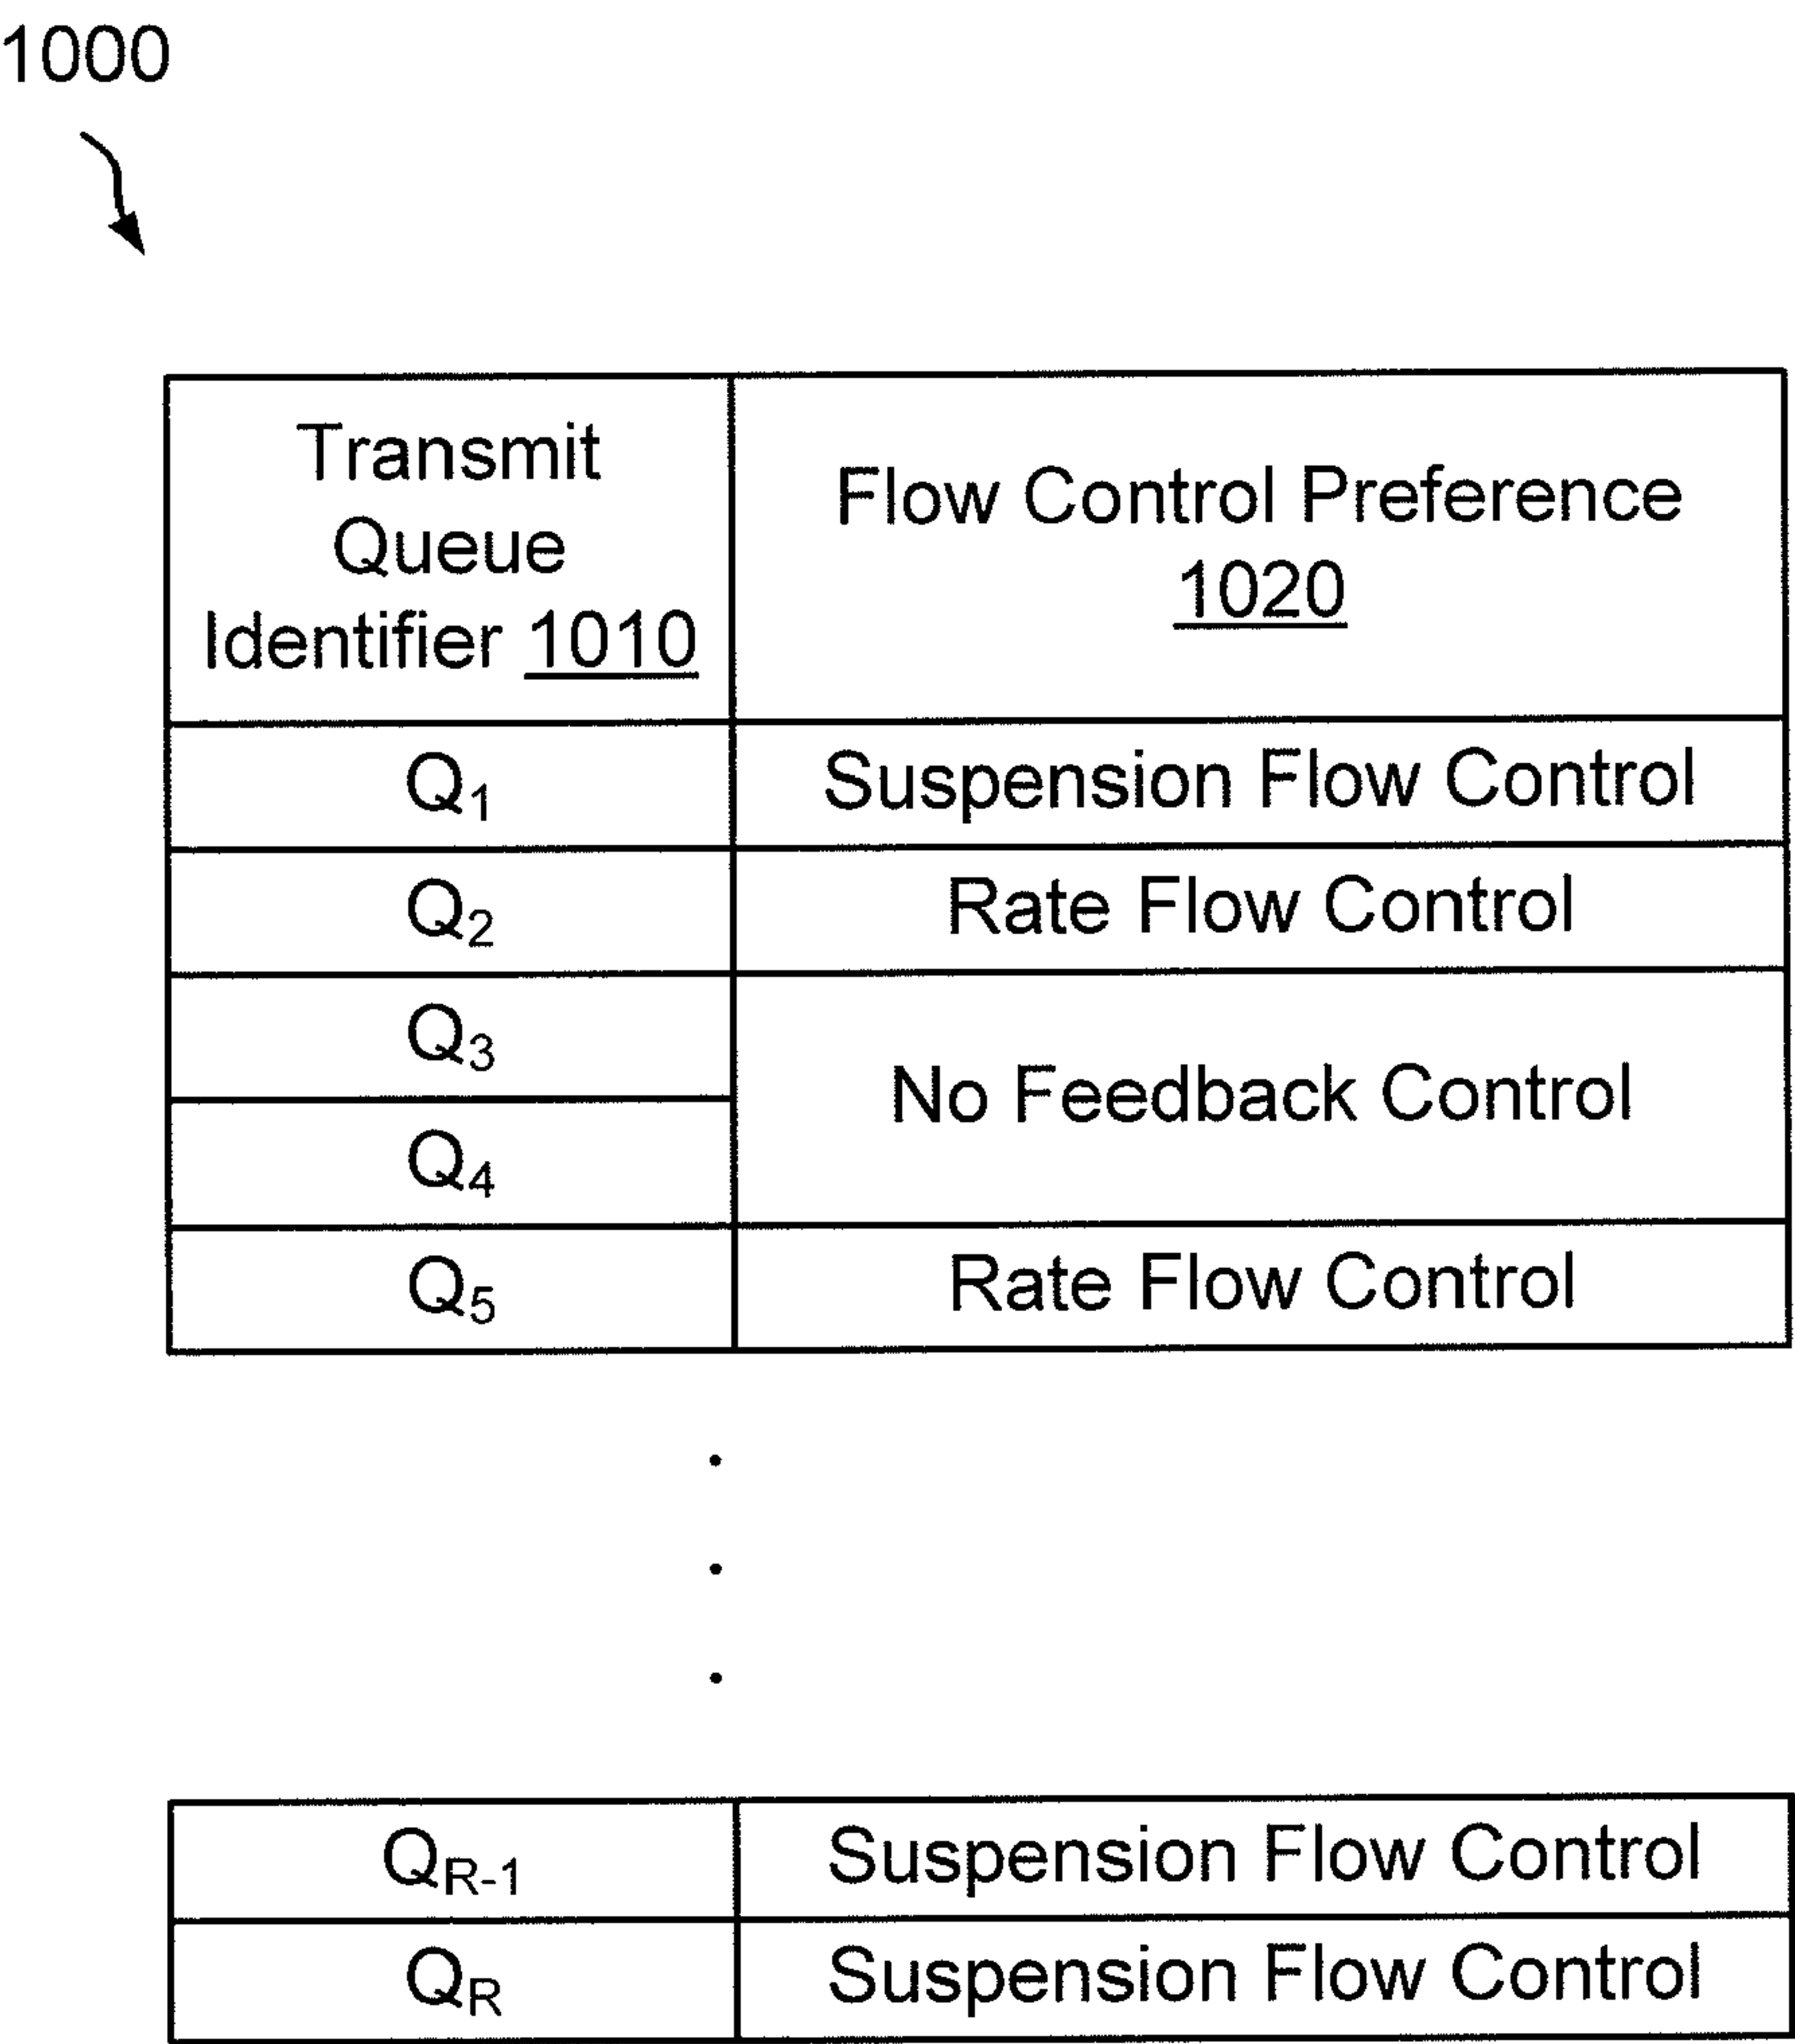 1000
Transmit
Queue
Identifier 1010
Flow Control Preference
1020
Q1
Suspension Flow Control
Q2
Rate Flow Control
Q3
No Feedback Control
Q4
Q5
Rate Flow Control
QR-1
Suspension Flow Control
QR
Suspension Flow Control